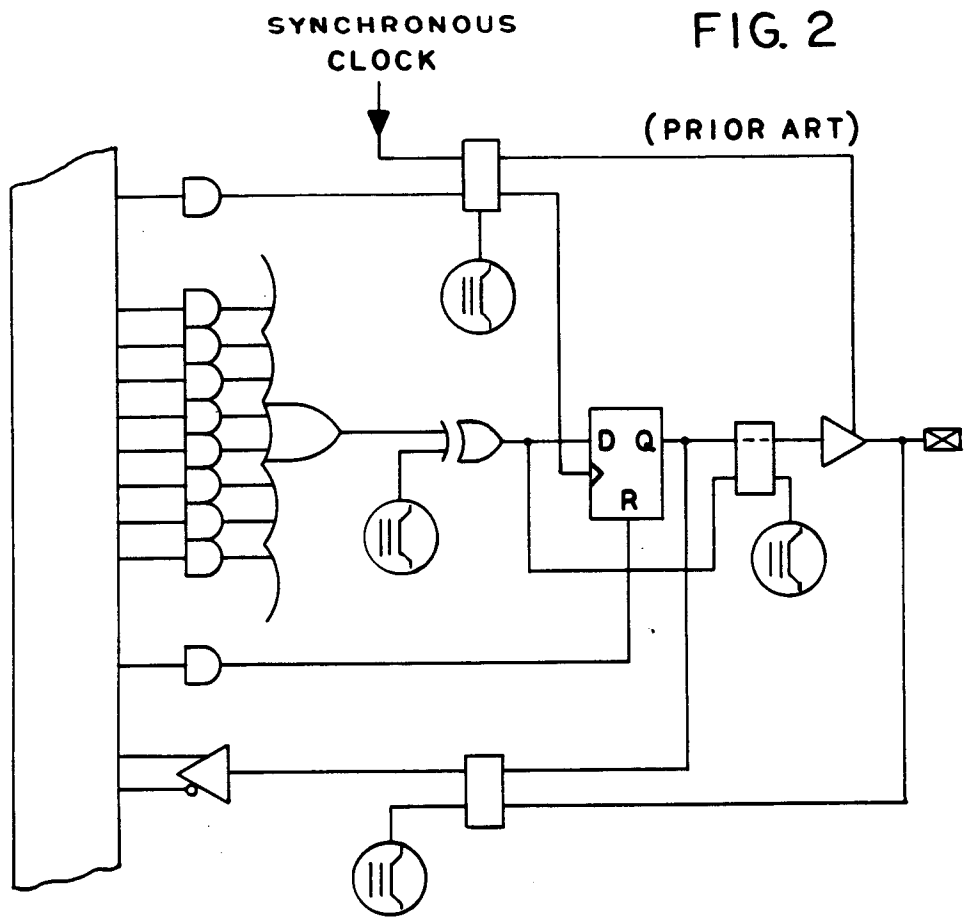 SYNCHRONOUS
CLOCK
FIG. 2
(PRIOR ART)
D Q
R